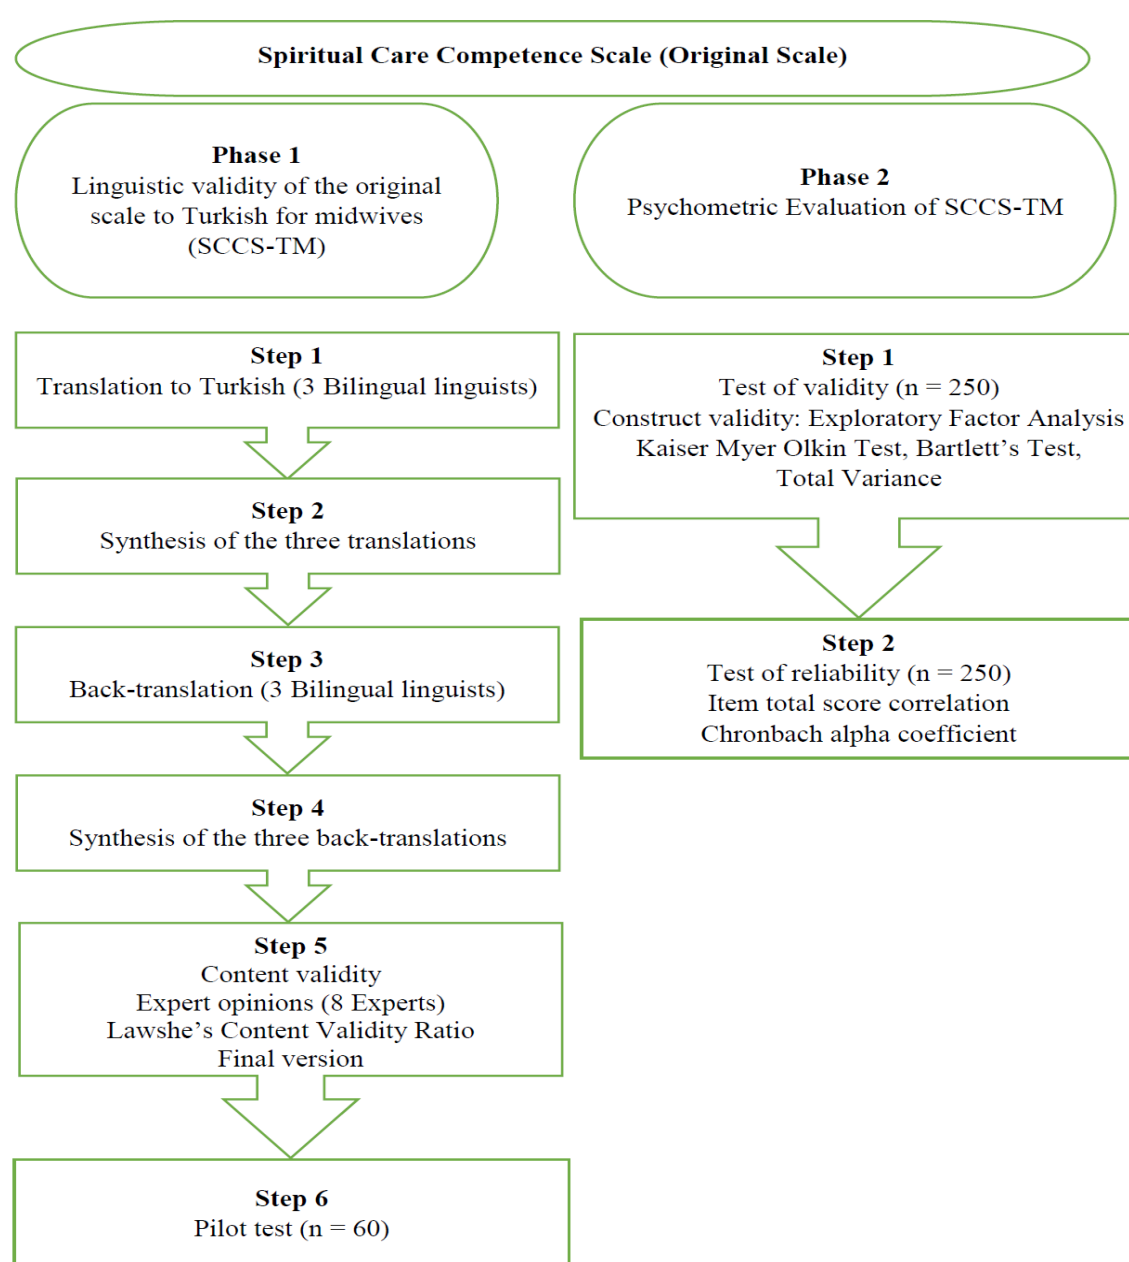 Spiritual Care Competence Scale (Original Scale)
Phase 1
Linguistic validity of the original
scale to Turkish for midwives
(SCCS-TM)
Phase 2
Psychometric Evaluation of SCCS-TM
Step 1
Translation to Turkish (3 Bilingual linguists)
Step 2
Synthesis of the three translations
Step 3
Back-translation (3 Bilingual linguists)
Step 4
Synthesis of the three back-translations
Step 5
Content validity
Expert opinions (8 Experts)
Lawshe’s Content Validity Ratio
Final version
Step 6
Pilot test (n = 60)
Step 1
Test of validity (n = 250)
Construct validity: Exploratory Factor Analysis
Kaiser Myer Olkin Test, Bartlett’s Test,
Total Variance
Step 2
Test of reliability (n = 250)
Item total score correlation
Chronbach alpha coefficient